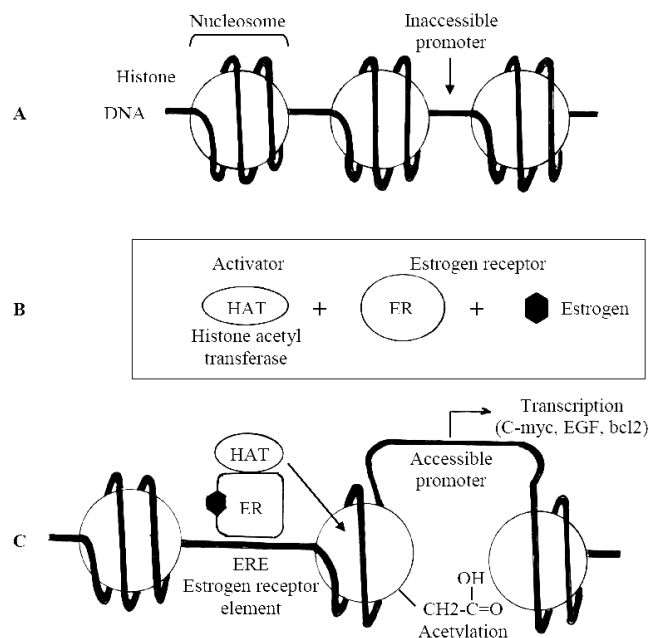 Nucleosome
Inaccessible
promoter
Histone
A
DNA
Activator
Estrogen receptor
B
HAT
+
ER
+
Estrogen
Histone acetyl
transferase
Transcription
(C-myc, EGF, bcl2)
HAT
Accessible
promoter
ER
C
ERE
Estrogen receptor
element
OH
CH2-C=O
Acetylation